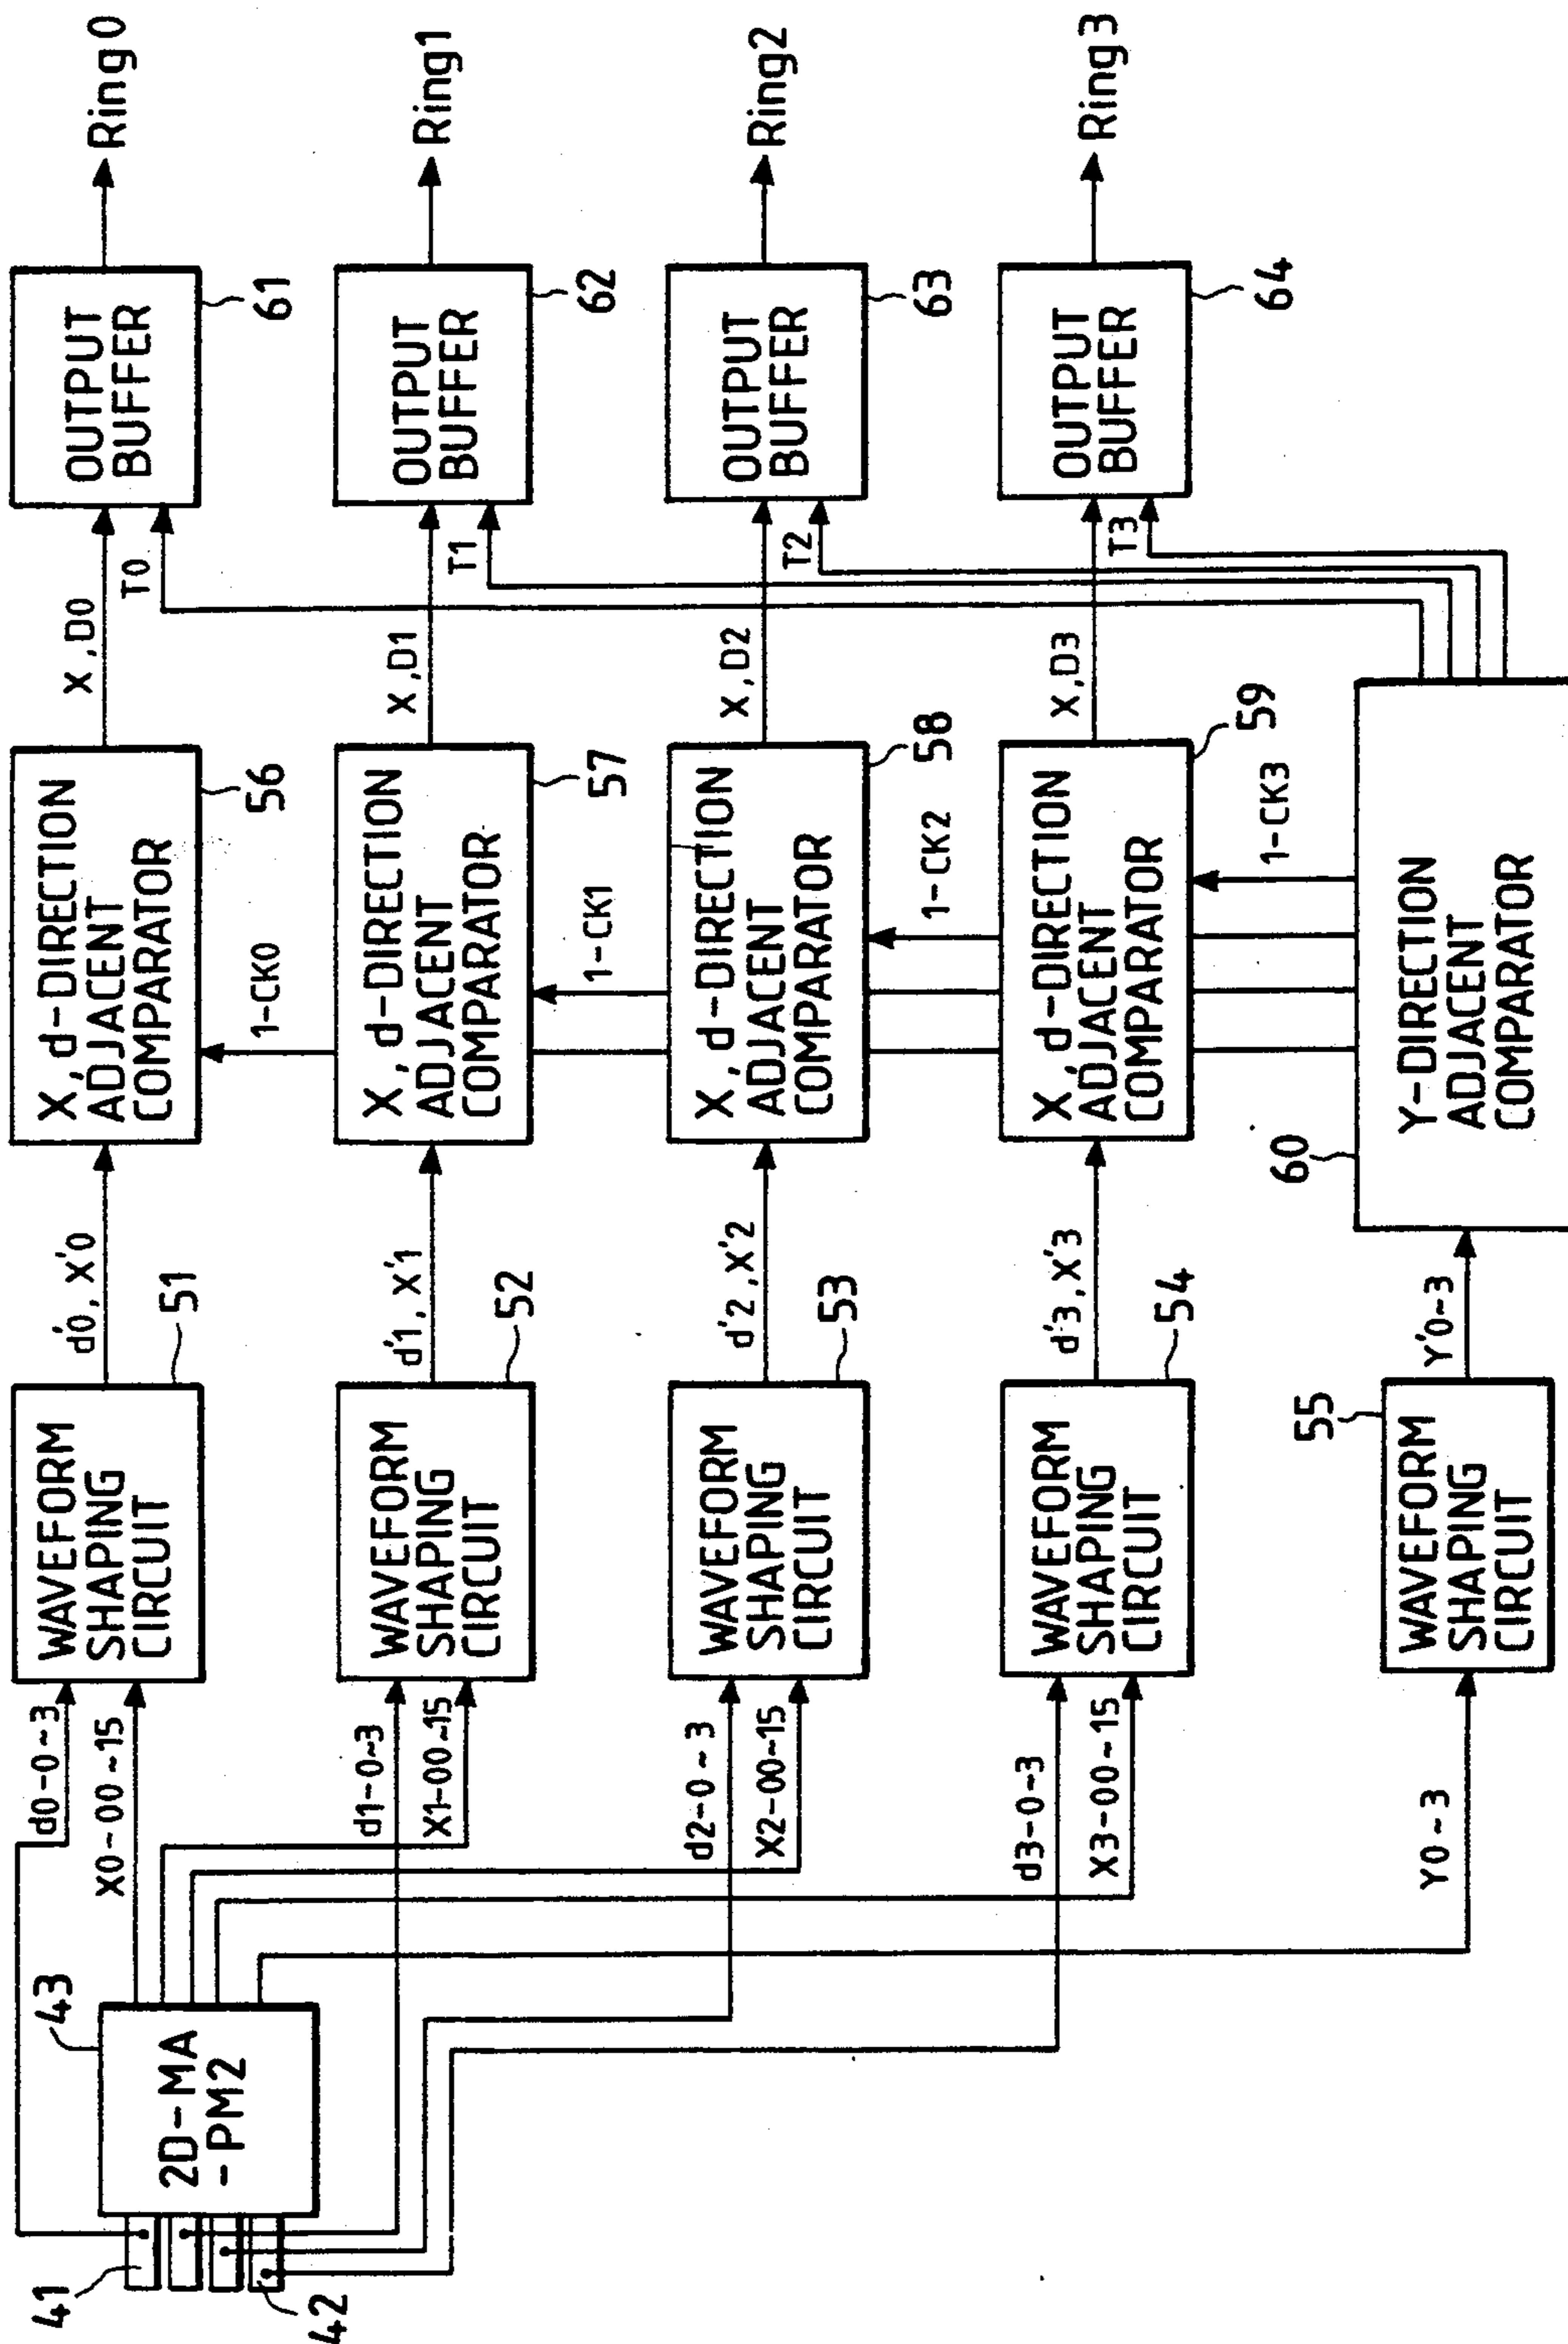 41
42
43
2D-MA
-PM2
d0-0~3
X0-00~15
d1-0~3
X1-00~15
d2-0~3
X2-00~15
d3-0-3
X3-00~15
Y0~3
WAVEFORM
SHAPING
CIRCUIT
51
WAVEFORM
SHAPING
CIRCUIT
52
WAVEFORM
SHAPING
CIRCUIT
53
WAVEFORM
SHAPING
CIRCUIT
54
WAVEFORM
SHAPING
CIRCUIT
55
d'0, X'0
d'1, X'1
d'2, X'2
d'3, X'3
Y'0~3
X, d-DIRECTION
ADJACENT
COMPARATOR
56
X, d-DIRECTION
ADJACENT
COMPARATOR
57
X, d-DIRECTION
ADJACENT
COMPARATOR
58
X, d-DIRECTION
ADJACENT
COMPARATOR
59
Y-DIRECTION
ADJACENT
COMPARATOR
60
1-CK0
1-CK1
1-CK2
1-CK3
X, D0
T0
X, D1
T1
X, D2
T2
X, D3
T3
OUTPUT
BUFFER
61
OUTPUT
BUFFER
62
OUTPUT
BUFFER
63
OUTPUT
BUFFER
64
Ring0
Ring1
Ring2
Ring3